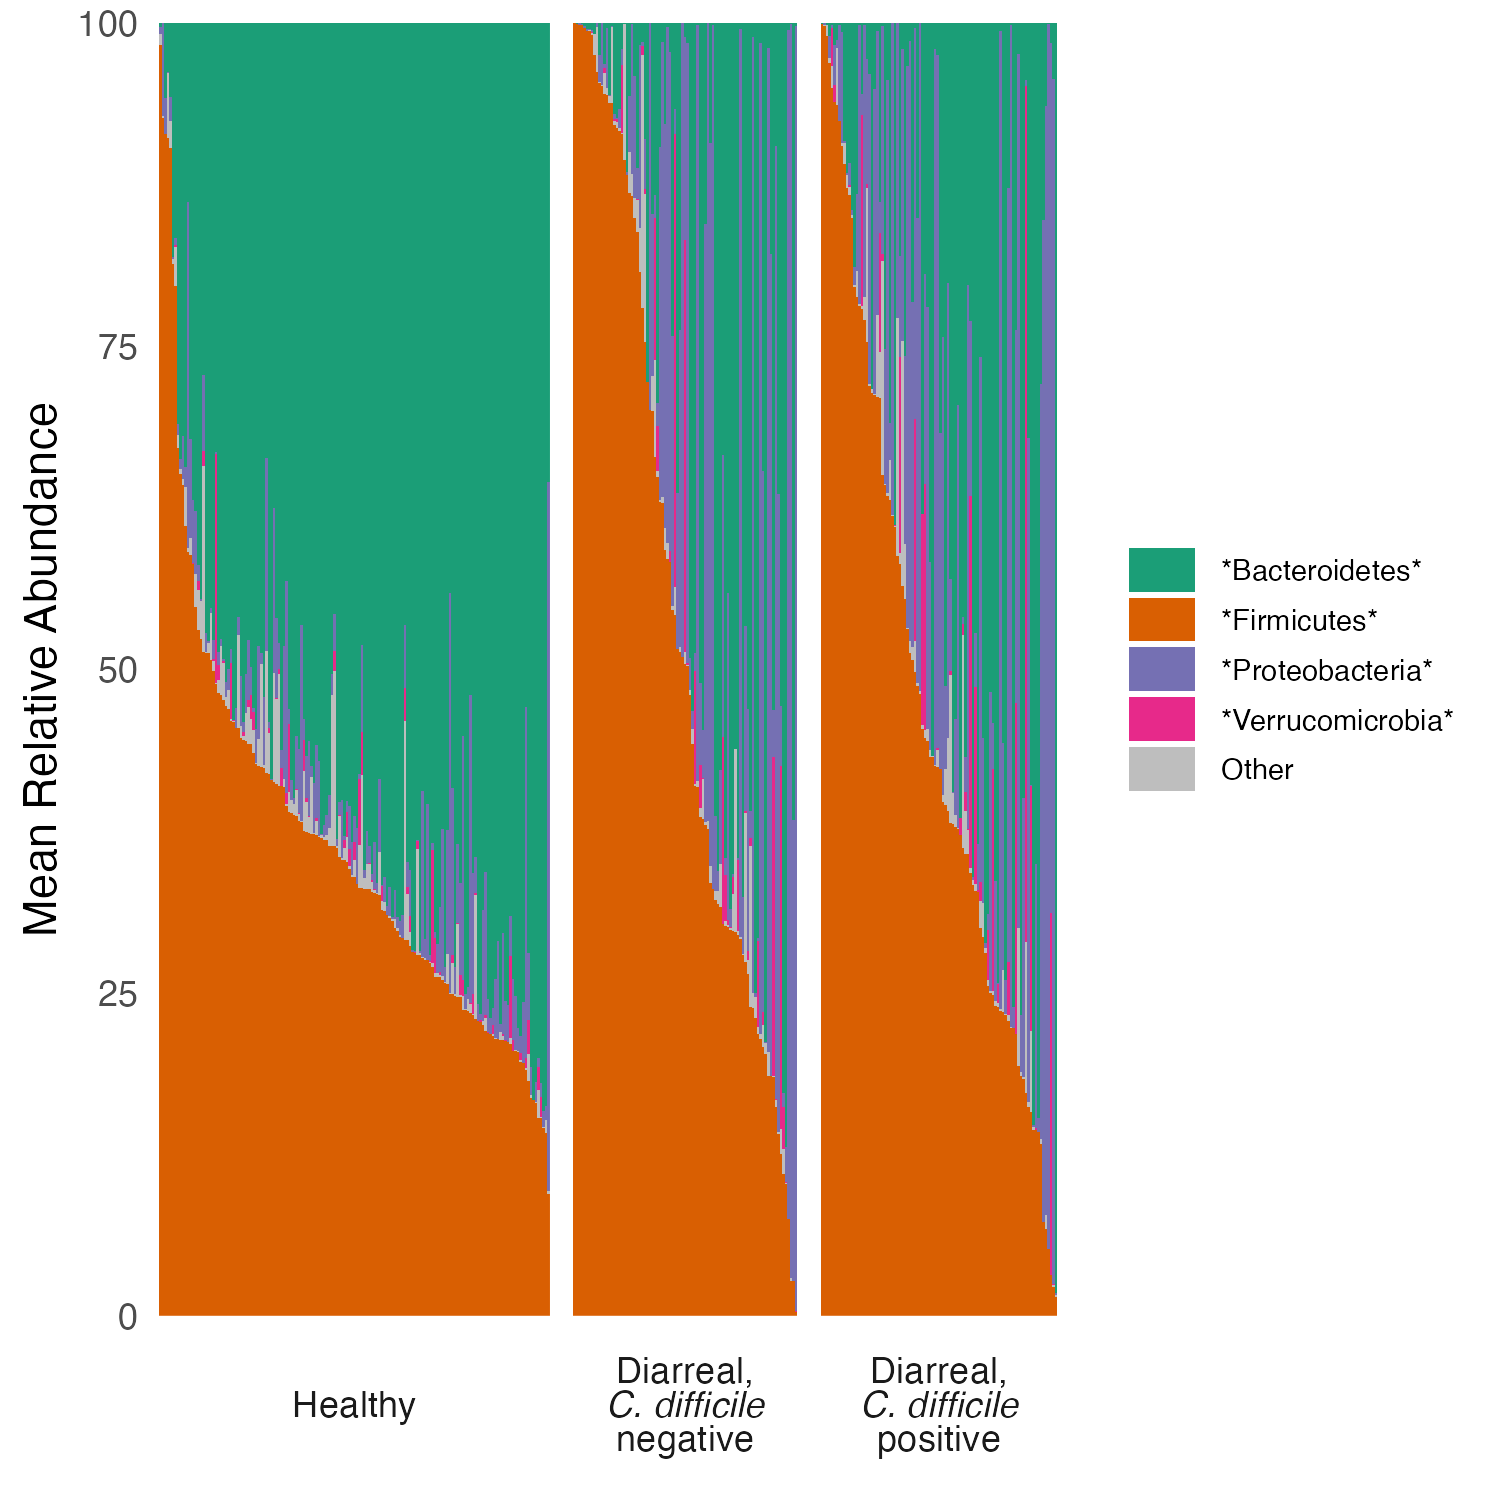 100
75
50
25
0
Mean Relative Abundance
Healthy
Diarreal,
C. difficile
negative
Diarreal,
C. difficile
positive
*Bacteroidetes*
*Firmicutes*
*Proteobacteria*
*Verrucomicrobia*
Other